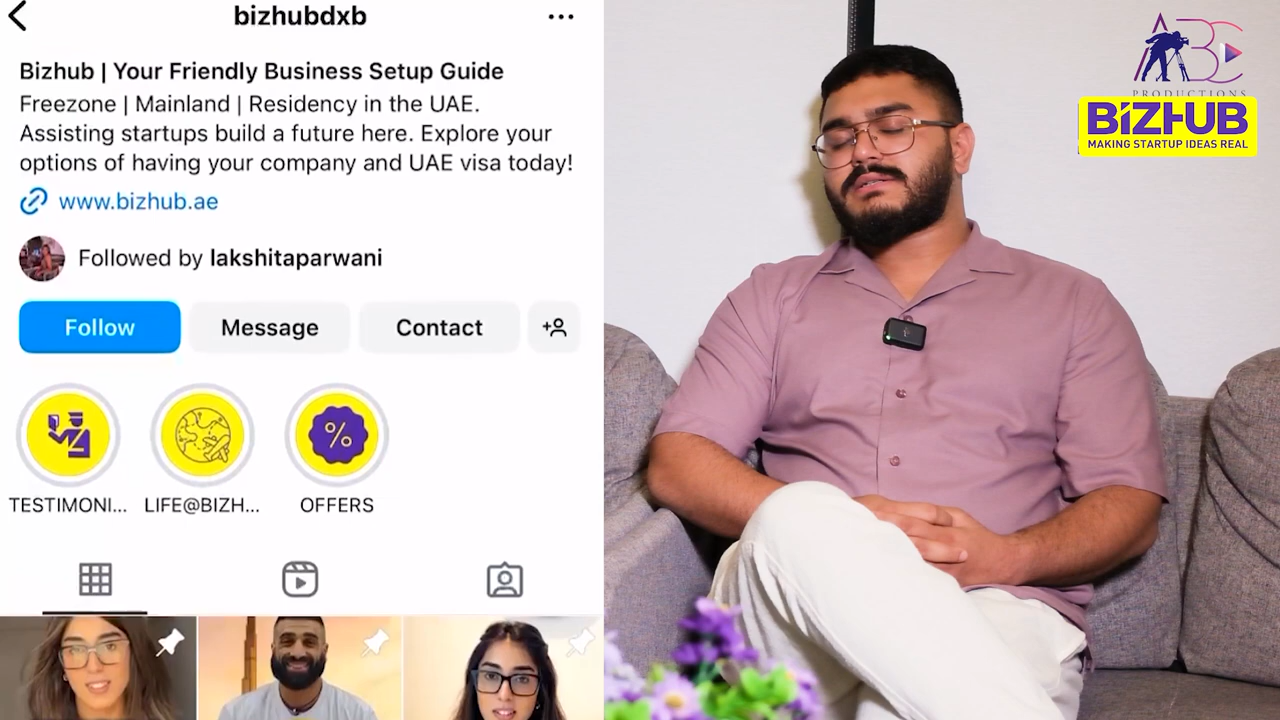 bizhubdxb
Bizhub | Your Friendly Business Setup Guide
Freezone | Mainland | Residency in the UAE.
Assisting startups build a future here. Explore your
options of having your company and UAE visa today!
www.bizhub.ae
Followed by lakshitaparwani
Follow
Message
Contact
TESTIMONI...
LIFE@BIZH...
%
OFFERS
ABC
PRODUCTIONS
BIZHUB
MAKING STARTUP IDEAS REAL